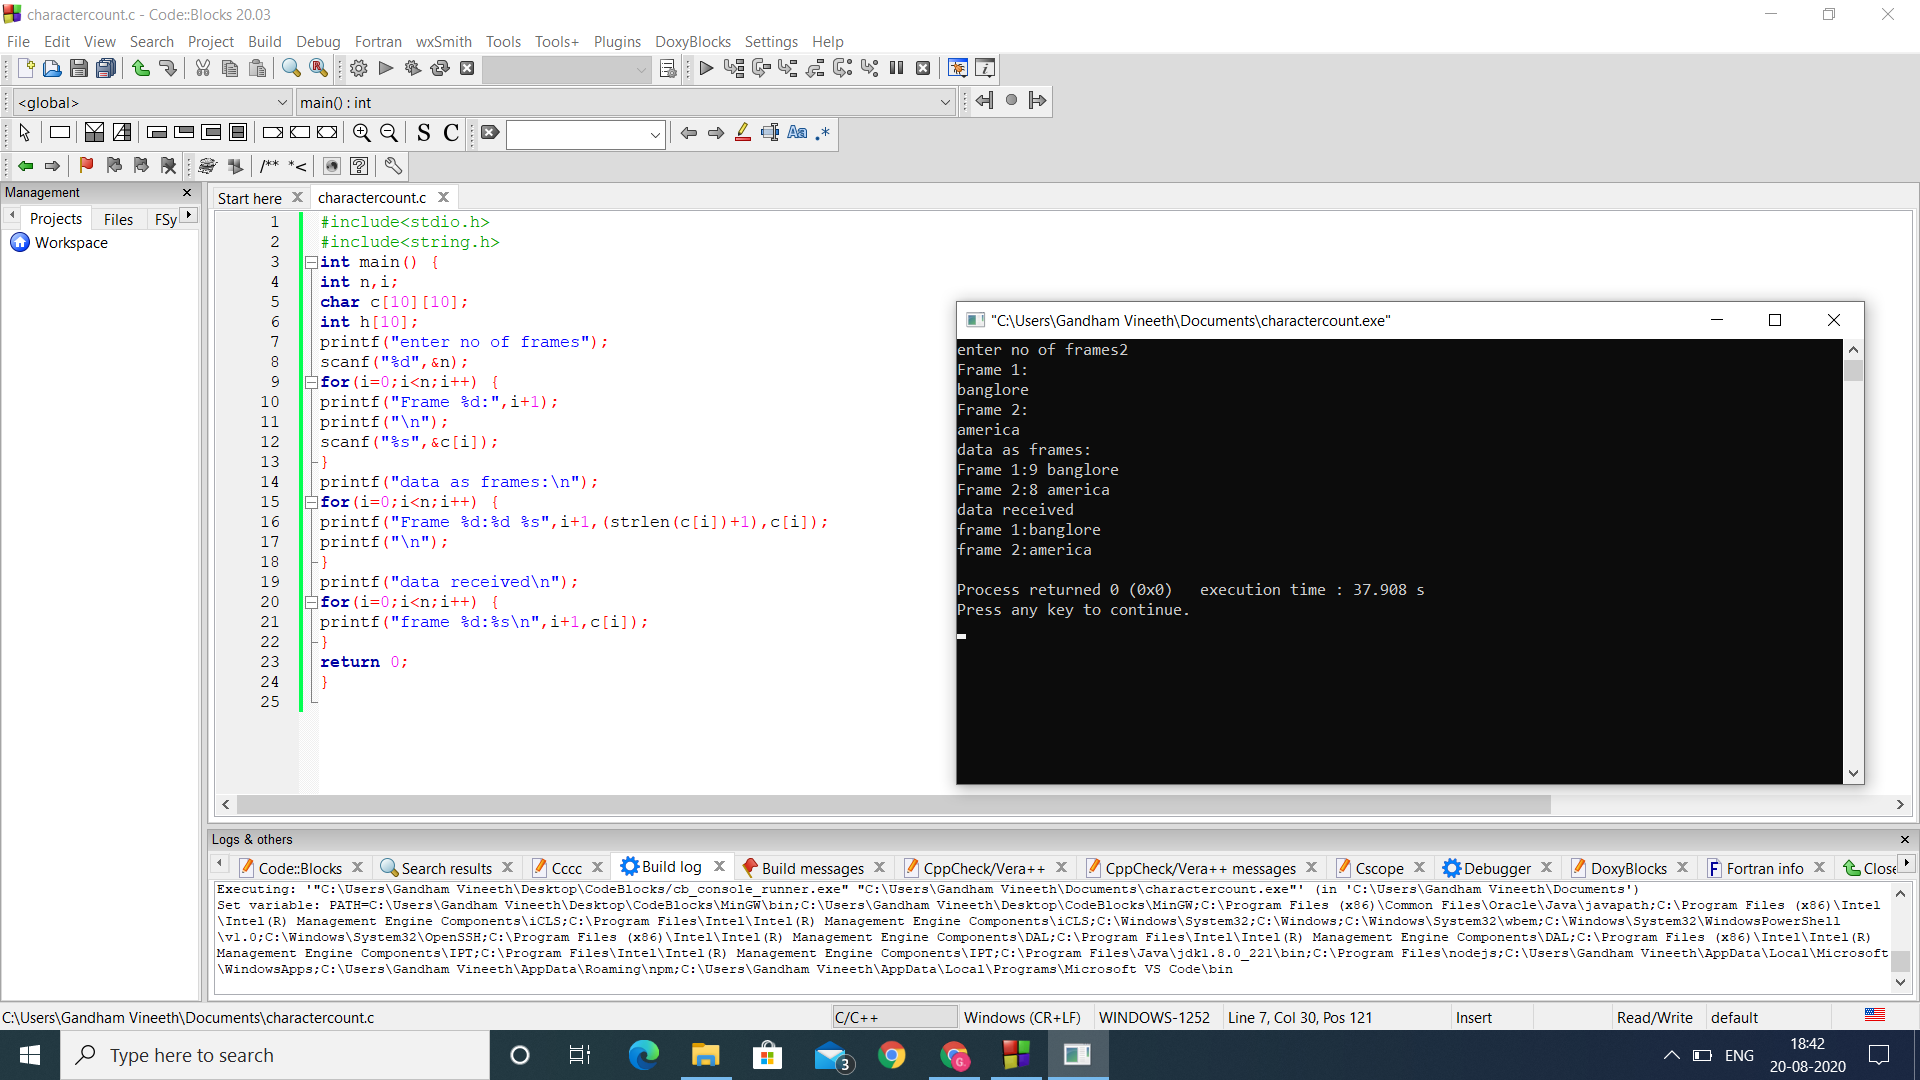 charactercount.c - Code::Blocks 20.03
File Edit View Search Project Build Debug Fortran wxSmith Tools Tools+ Plugins DoxyBlocks Settings Help
<global> main() : int
S C Aa .*
/** *<
Management
Projects Files FSy
Workspace
Start here charactercount.c
1 #include<stdio.h>
2 #include<string.h>
3 int main() {
4 int n,i;
5 char c[10][10];
6 int h[10];
7 printf("enter no of frames");
8 scanf("%d",&n);
9 for(i=0;i<n;i++) {
10 printf("Frame %d:",i+1);
11 printf("\n");
12 scanf("%s",&c[i]);
13 }
14 printf("data as frames:\n");
15 for(i=0;i<n;i++) {
16 printf("Frame %d:%d %s",i+1,(strlen(c[i])+1),c[i]);
17 printf("\n");
18 }
19 printf("data received\n");
20 for(i=0;i<n;i++) {
21 printf("frame %d:%s\n",i+1,c[i]);
22 }
23 return 0;
24 }
25
"C:\Users\Gandham Vineeth\Documents\charactercount.exe"
enter no of frames2
Frame 1:
banglore
Frame 2:
america
data as frames:
Frame 1:9 banglore
Frame 2:8 america
data received
frame 1:banglore
frame 2:america
Process returned 0 (0x0)   execution time : 37.908 s
Press any key to continue.
Logs & others
Code::Blocks Search results Cccc Build log Build messages CppCheck/Vera++ CppCheck/Vera++ messages Cscope Debugger DoxyBlocks Fortran info Close
Executing: '"C:\Users\Gandham Vineeth\Desktop\CodeBlocks/cb_console_runner.exe" "C:\Users\Gandham Vineeth\Documents\charactercount.exe"' (in 'C:\Users\Gandham Vineeth\Documents')
Set variable: PATH=C:\Users\Gandham Vineeth\Desktop\CodeBlocks\MinGW\bin;C:\Users\Gandham Vineeth\Desktop\CodeBlocks\MinGW;C:\Program Files (x86)\Common Files\Oracle\Java\javapath;C:\Program Files (x86)\Intel
\Intel(R) Management Engine Components\iCLS;C:\Program Files\Intel\Intel(R) Management Engine Components\iCLS;C:\Windows\System32;C:\Windows;C:\Windows\System32\wbem;C:\Windows\System32\WindowsPowerShell
\v1.0;C:\Windows\System32\OpenSSH;C:\Program Files (x86)\Intel\Intel(R) Management Engine Components\DAL;C:\Program Files\Intel\Intel(R) Management Engine Components\DAL;C:\Program Files (x86)\Intel\Intel(R)
Management Engine Components\IPT;C:\Program Files\Intel\Intel(R) Management Engine Components\IPT;C:\Program Files\Java\jdk1.8.0_221\bin;C:\Program Files\nodejs;C:\Users\Gandham Vineeth\AppData\Local\Microsoft
\WindowsApps;C:\Users\Gandham Vineeth\AppData\Roaming\npm;C:\Users\Gandham Vineeth\AppData\Local\Programs\Microsoft VS Code\bin
C:\Users\Gandham Vineeth\Documents\charactercount.c C/C++ Windows (CR+LF) WINDOWS-1252 Line 7, Col 30, Pos 121 Insert Read/Write default
Type here to search 3 G ENG 18:42
20-08-2020